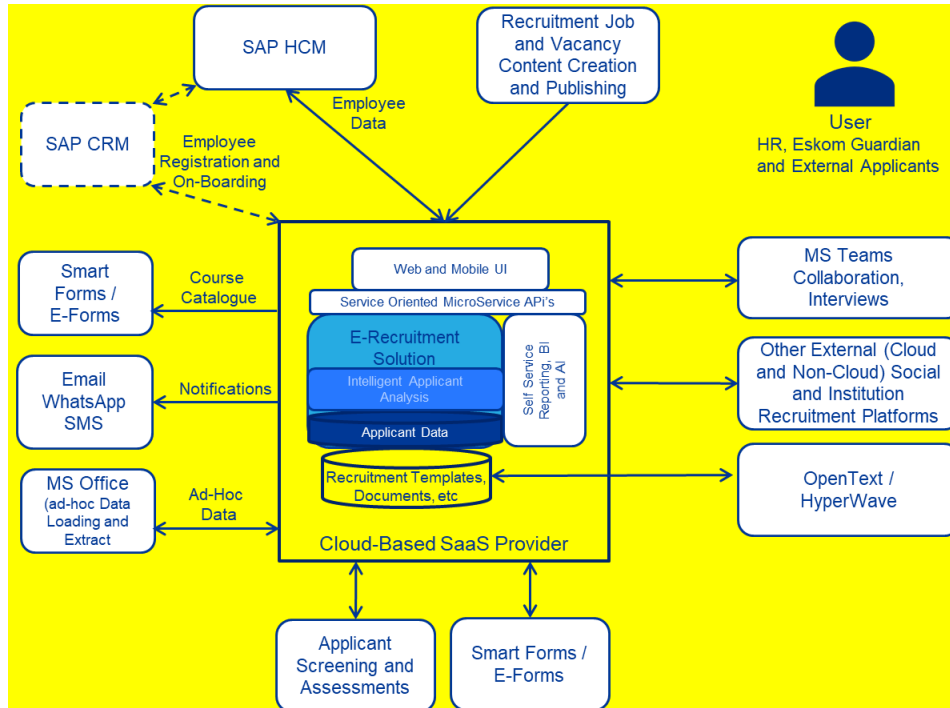 SAP HCM
Recruitment Job
and Vacancy
Content Creation
and Publishing
User
HR, Eskom Guardian
and External Applicants
SAP CRM
Employee
Data
Employee
Registration and
On-Boarding
Smart
Forms /
E-Forms
Course
Catalogue
Email
WhatsApp
SMS
Notifications
MS Office
(ad-hoc Data
Loading and
Extract
Ad-Hoc
Data
Web and Mobile UI
Service Oriented MicroService APi's
E-Recruitment
Solution
Intelligent Applicant
Analysis
Applicant Data
Self Service
Reporting, BI
and AI
Recruitment Templates,
Documents, etc
Cloud-Based SaaS Provider
MS Teams
Collaboration,
Interviews
Other External (Cloud
and Non-Cloud) Social
and Institution
Recruitment Platforms
OpenText /
HyperWave
Applicant
Screening and
Assessments
Smart Forms /
E-Forms